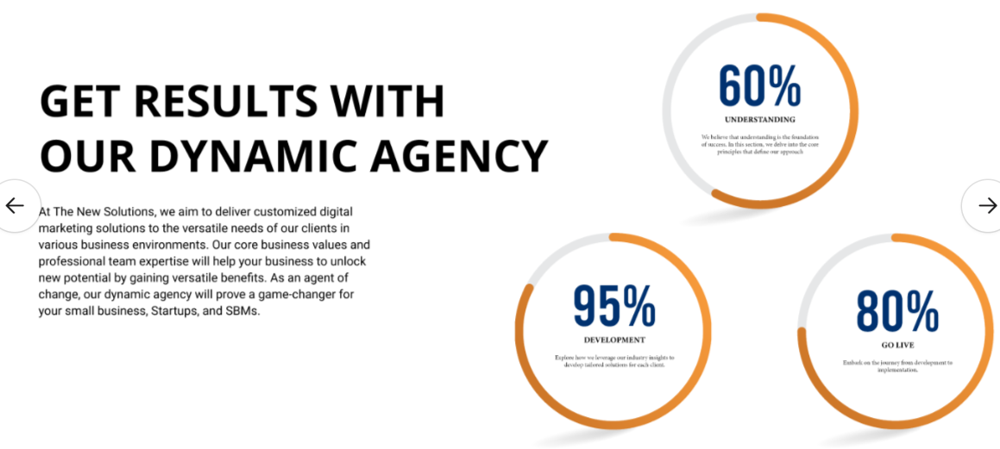 GET RESULTS WITH
OUR DYNAMIC AGENCY
At The New Solutions, we aim to deliver customized digital
marketing solutions to the versatile needs of our clients in
various business environments. Our core business values and
professional team expertise will help your business to unlock
new potential by gaining versatile benefits. As an agent of
change, our dynamic agency will prove a game-changer for
your small business, Startups, and SBMs.
60%
UNDERSTANDING
We believe that understanding is the foundation
of success. In this section, we delve into the core
principles that define our approach
95%
DEVELOPMENT
Explore how we leverage our industry insights to
develop tailored solutions for each client.
80%
GO LIVE
Embark on the journey from development to
implementation.